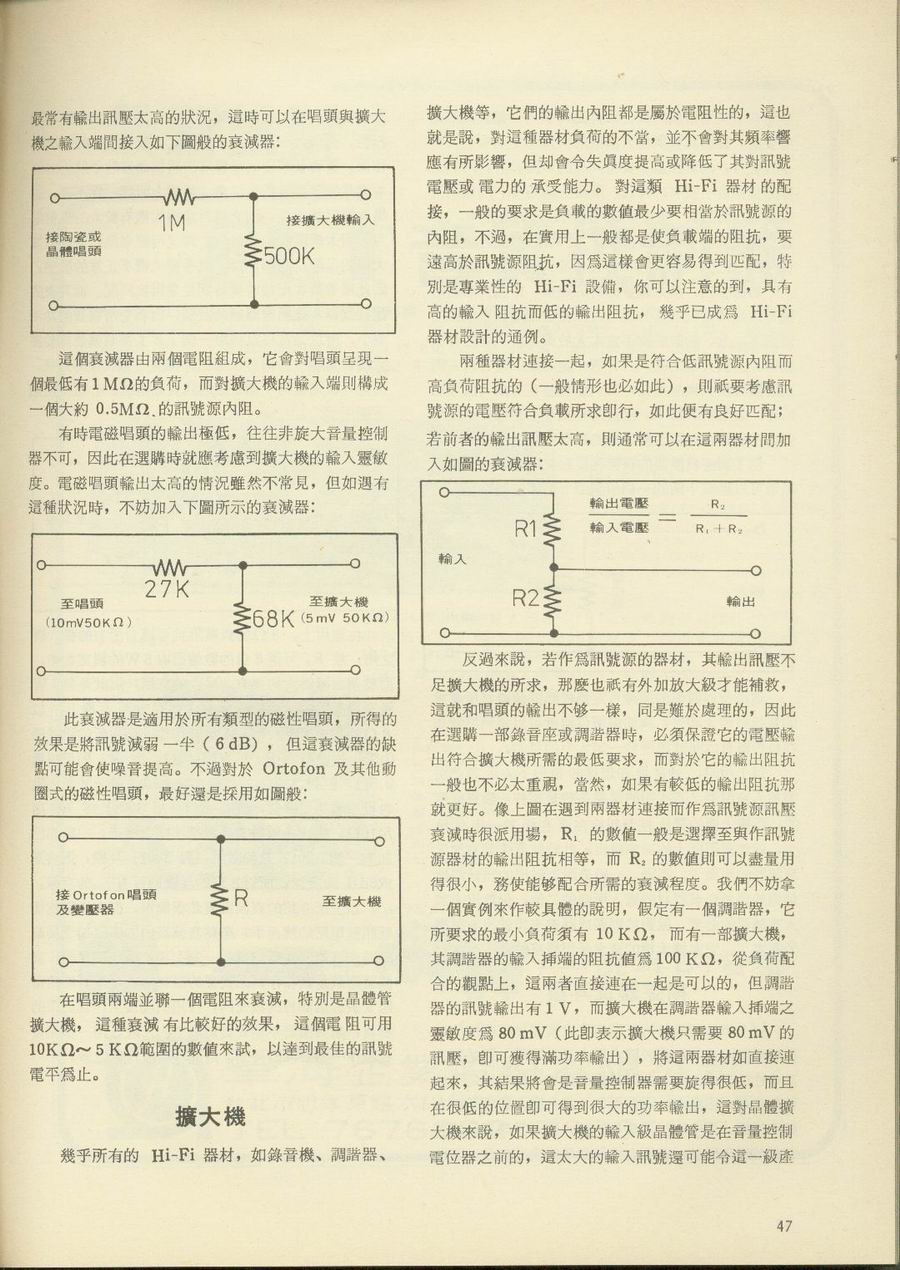 最常有輸出訊壓太高的狀況，這時可以在唱頭與擴大
機之輸入端間接入如下圖般的衰減器：
1M
接擴大機輸入
接陶瓷或
晶體唱頭
500K
這個衰減器由兩個電阻組成，它會對唱頭呈現一
個最低有1MΩ的負荷，而對擴大機的輸入端則構成
一個大約 0.5MΩ的訊號源內阻。
有時電磁唱頭的輸出極低，往往非旋大音量控制
器不可，因此在選購時就應考慮到擴大機的輸入靈敏
度。電磁唱頭輸出太高的情況雖然不常見，但如遇有
這種狀況時，不妨加入下圖所示的衰減器：
27K
至唱頭
(10mV50KΩ)
68K
至擴大機
(5mV 50KΩ)
此衰減器是適用於所有類型的磁性唱頭，所得的
效果是將訊號減弱一半（6dB），但這衰減器的缺
點可能會使噪音提高。不過對於 Ortofon 及其他動
圈式的磁性唱頭，最好還是採用如圖般：
接Ortofon唱頭
及變壓器
R
至擴大機
在唱頭兩端並聯一個電阻來衰減，特別是晶體管
擴大機，這種衰減有比較好的效果，這個電阻可用
10KΩ～5KΩ範圍的數值來試，以達到最佳的訊號
電平爲止。
擴大機
幾乎所有的 Hi-Fi 器材，如錄音機、調諧器、
擴大機等，它們的輸出內阻都是屬於電阻性的，這也
就是說，對這種器材負荷的不當，並不會對其頻率響
應有所影響，但却會令失眞度提高或降低了其對訊號
電壓或電力的承受能力。對這類 Hi-Fi 器材的配
接，一般的要求是負載的數值最少要相當於訊號源的
內阻，不過，在實用上一般都是使負載端的阻抗，要
遠高於訊號源阻抗，因爲這樣會更容易得到匹配，特
別是專業性的 Hi-Fi 設備，你可以注意的到，具有
高的輸入阻抗而低的輸出阻抗，幾乎已成爲 Hi-Fi
器材設計的通例。
兩種器材連接一起，如果是符合低訊號源內阻而
高負荷阻抗的（一般情形也必如此），則祇要考慮訊
號源的電壓符合負載所求卽行，如此便有良好匹配；
若前者的輸出訊壓太高，則通常可以在這兩器材間加
入如圖的衰減器：
輸出電壓 R₂
R1 輸入電壓 = R₁＋R₂
輸入
R2 輸出
反過來說，若作爲訊號源的器材，其輸出訊壓不
足擴大機的所求，那麼也祇有外加放大級才能補救，
這就和唱頭的輸出不够一樣，同是難於處理的，因此
在選購一部錄音座或調諧器時，必須保證它的電壓輸
出符合擴大機所需的最低要求，而對於它的輸出阻抗
一般也不必太重視，當然，如果有較低的輸出阻抗那
就更好。像上圖在遇到兩器材連接而作爲訊號源訊壓
衰減時很派用場，R₁ 的數值一般是選擇至與作訊號
源器材的輸出阻抗相等，而 R₂ 的數值則可以盡量用
得很小，務使能够配合所需的衰減程度。我們不妨拿
一個實例來作較具體的說明，假定有一個調諧器，它
所要求的最小負荷須有 10 KΩ，而有一部擴大機，
其調諧器的輸入揷端的阻抗值爲 100 KΩ，從負荷配
合的觀點上，這兩者直接連在一起是可以的，但調諧
器的訊號輸出有 1 V，而擴大機在調諧器輸入揷端之
靈敏度爲 80 mV（此卽表示擴大機只需要 80 mV 的
訊壓，卽可獲得滿功率輸出），將這兩器材如直接連
起來，其結果將會是音量控制器需要旋得很低，而且
在很低的位置卽可得到很大的功率輸出，這對晶體擴
大機來說，如果擴大機的輸入級晶體管是在音量控制
電位器之前的，這太大的輸入訊號還可能令這一級產
47